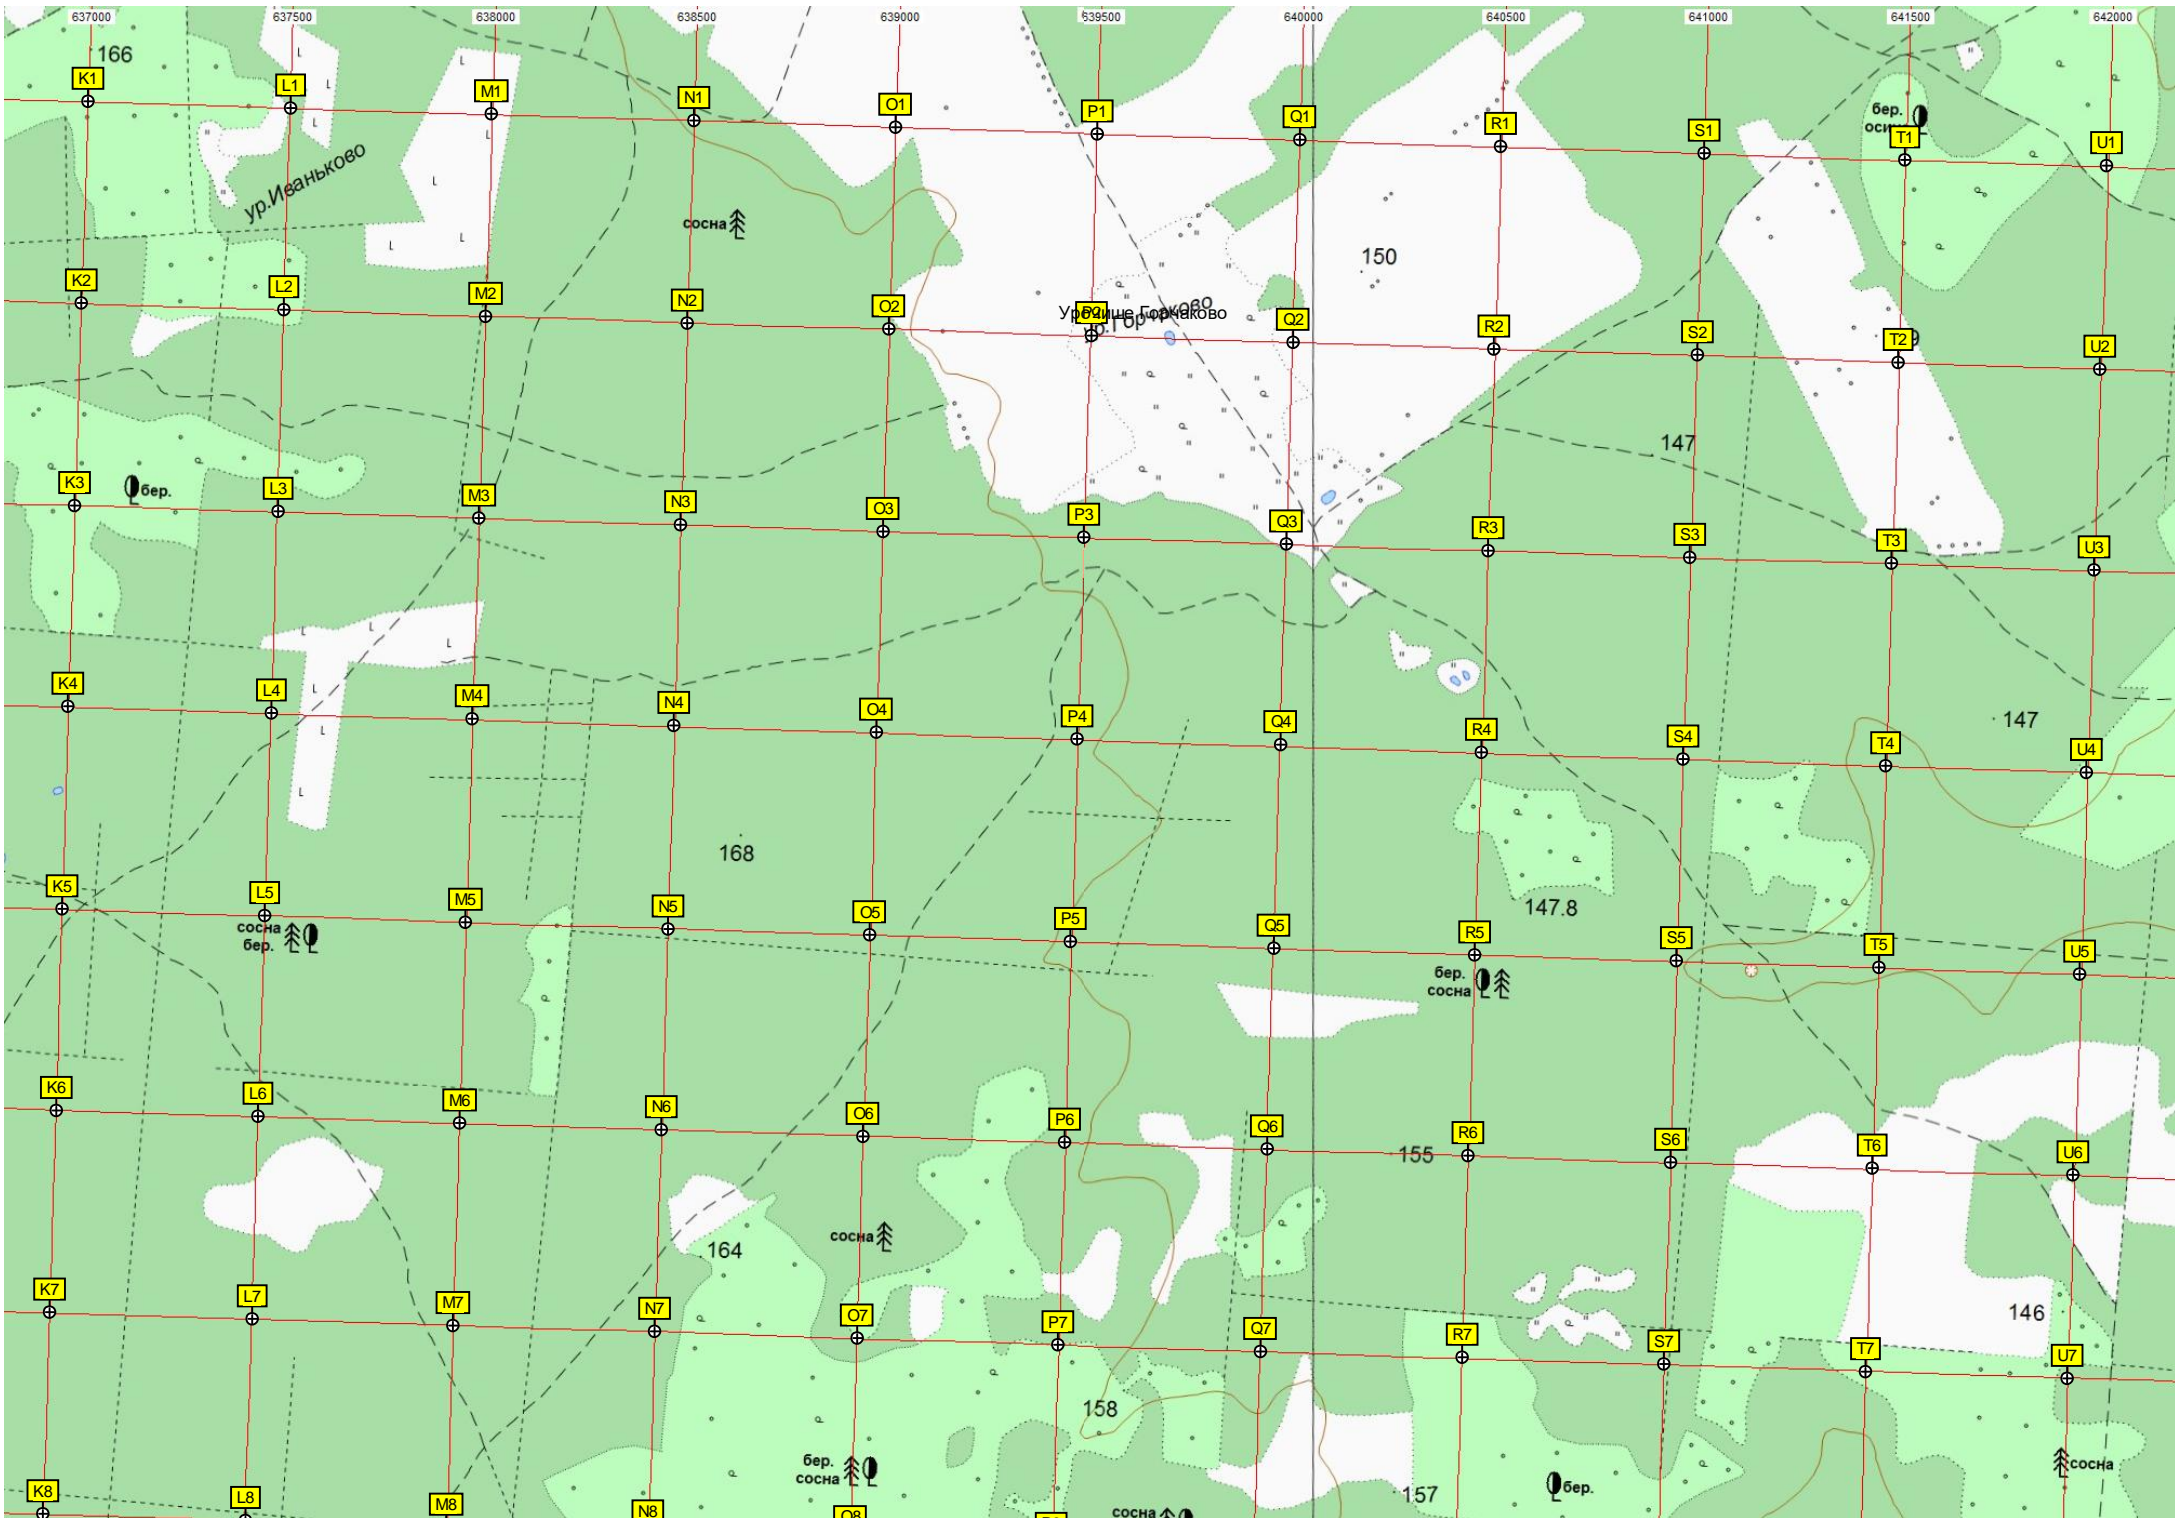 637000 637500 638000 638500 639000 639500 640000 640500 641000 641500 642000
166
K1 L1 M1 N1 O1 P1 Q1 R1 S1 T1 U1
бер.
ур.Иваньково
сосна
150
K2 L2 M2 N2 O2 Q2 R2 S2 T2 U2
Урочище Горчаково
ур.Горчаково
147
K3 L3 M3 N3 O3 P3 Q3 R3 S3 T3 U3
бер.
K4 L4 M4 N4 O4 P4 Q4 R4 S4 T4 U4
147
168
147.8
K5 L5 M5 N5 O5 P5 Q5 R5 S5 T5 U5
сосна
бер.
бер.
сосна
K6 L6 M6 N6 O6 P6 Q6 R6 S6 T6 U6
155
сосна
164
146
K7 L7 M7 N7 O7 P7 Q7 R7 S7 T7 U7
158
бер.
сосна
сосна
бер.
157
K8 L8 M8 N8 O8
сосна